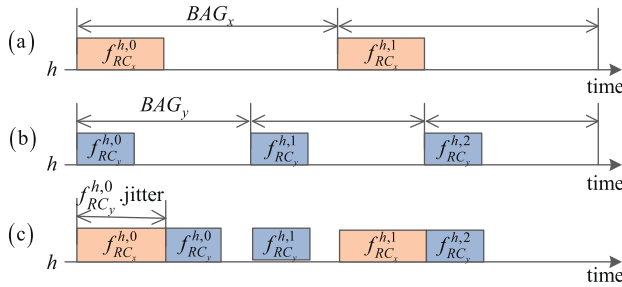 BAG_x
(a) f_{RC_x}^{h,0} f_{RC_x}^{h,1}
h
time
BAG_y
(b) f_{RC_y}^{h,0} f_{RC_y}^{h,1} f_{RC_y}^{h,2}
h
time
f_{RC_y}^{h,0}.jitter
(c) f_{RC_x}^{h,0} f_{RC_y}^{h,0} f_{RC_y}^{h,1} f_{RC_x}^{h,1} f_{RC_y}^{h,2}
h
time